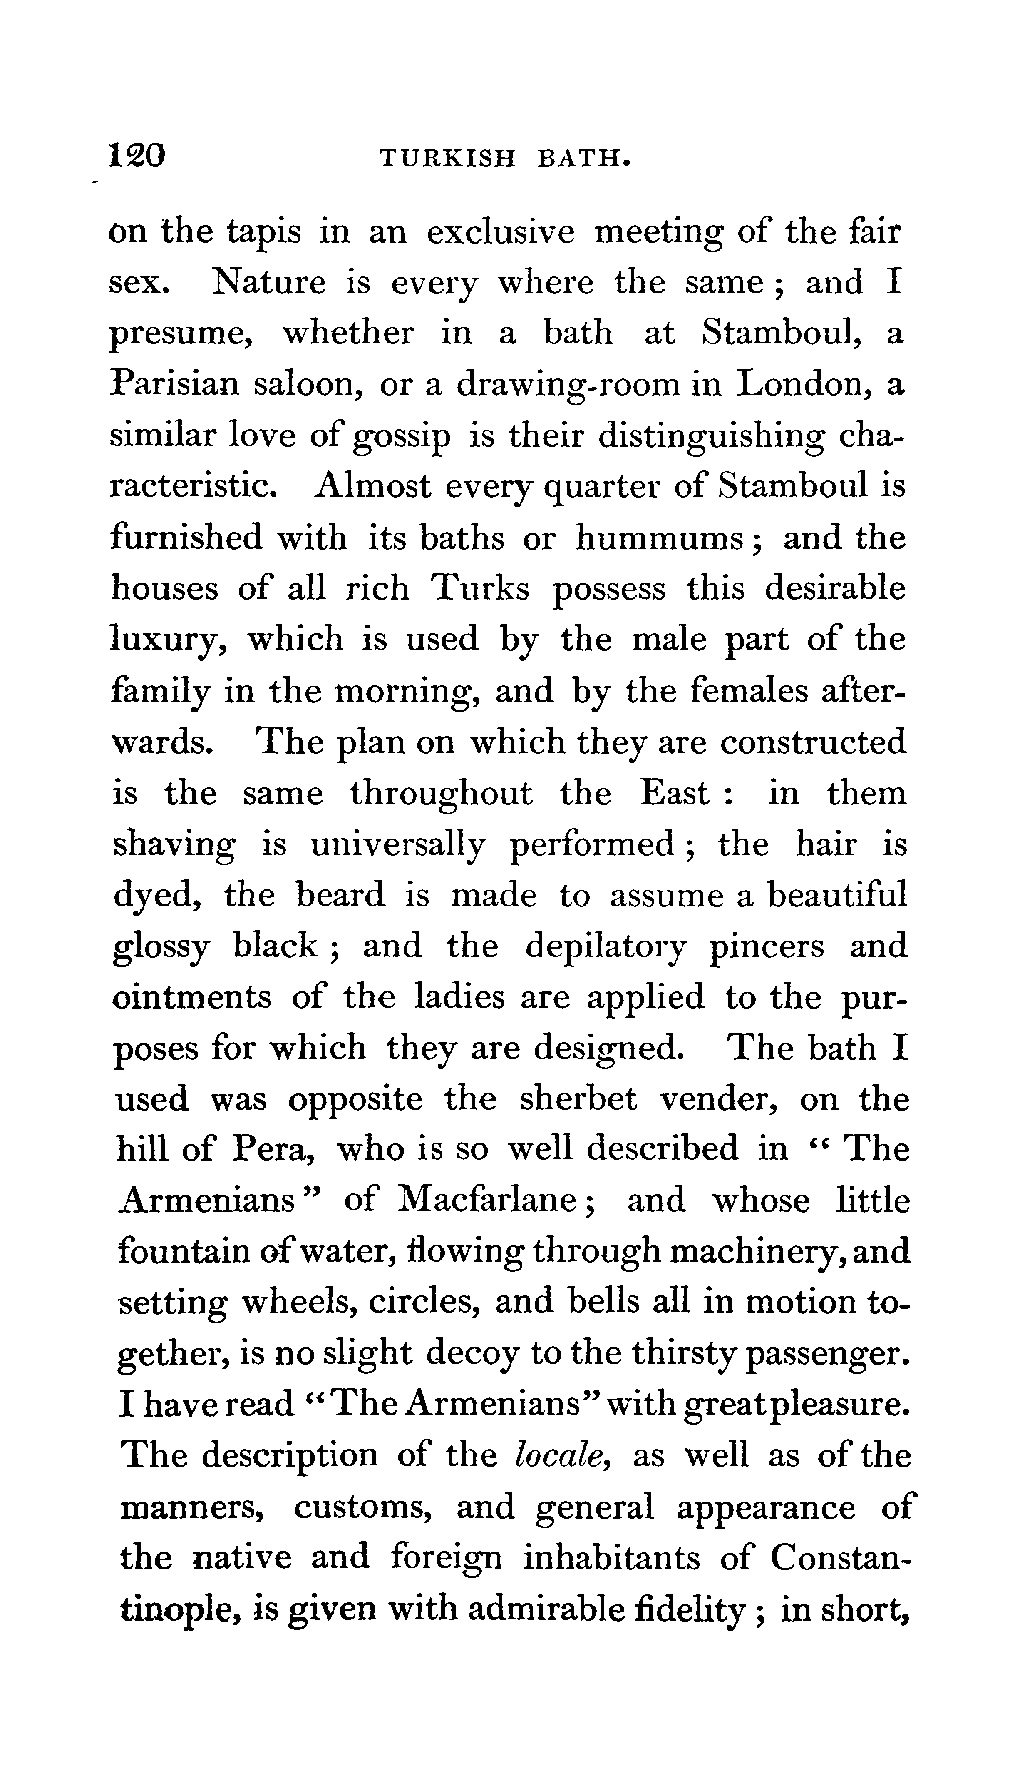 120 TURKISH BATH.
on the tapis in an exclusive meeting of the fair
sex. Nature is every where the same ; and I
presume, whether in a bath at Stamboul, a
Parisian saloon, or a drawing-room in London, a
similar love of gossip is their distinguishing cha-
racteristic. Almost every quarter of Stamboul is
furnished with its baths or hummums ; and the
houses of all rich Turks possess this desirable
luxury, which is used by the male part of the
family in the morning, and by the females after-
wards. The plan on which they are constructed
is the same throughout the East : in them
shaving is universally performed ; the hair is
dyed, the beard is made to assume a beautiful
glossy black ; and the depilatory pincers and
ointments of the ladies are applied to the pur-
poses for which they are designed. The bath I
used was opposite the sherbet vender, on the
hill of Pera, who is so well described in “ The
Armenians ” of Macfarlane ; and whose little
fountain of water, flowing through machinery, and
setting wheels, circles, and bells all in motion to-
gether, is no slight decoy to the thirsty passenger.
I have read “ The Armenians” with great pleasure.
The description of the locale, as well as of the
manners, customs, and general appearance of
the native and foreign inhabitants of Constan-
tinople, is given with admirable fidelity ; in short,